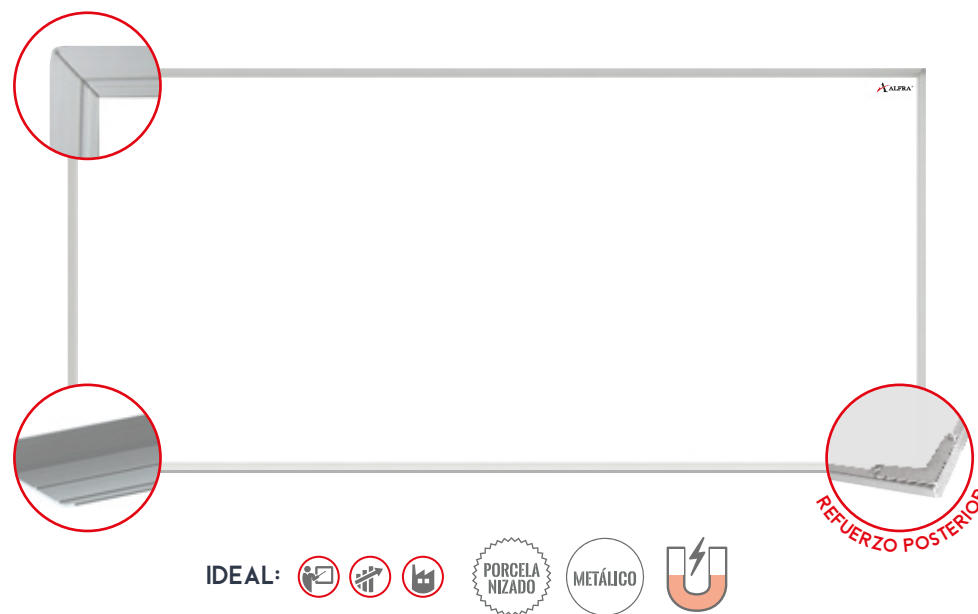 ALFRA
REFUERZO POSTERIOR
IDEAL:
PORCELA
NIZADO
METÁLICO